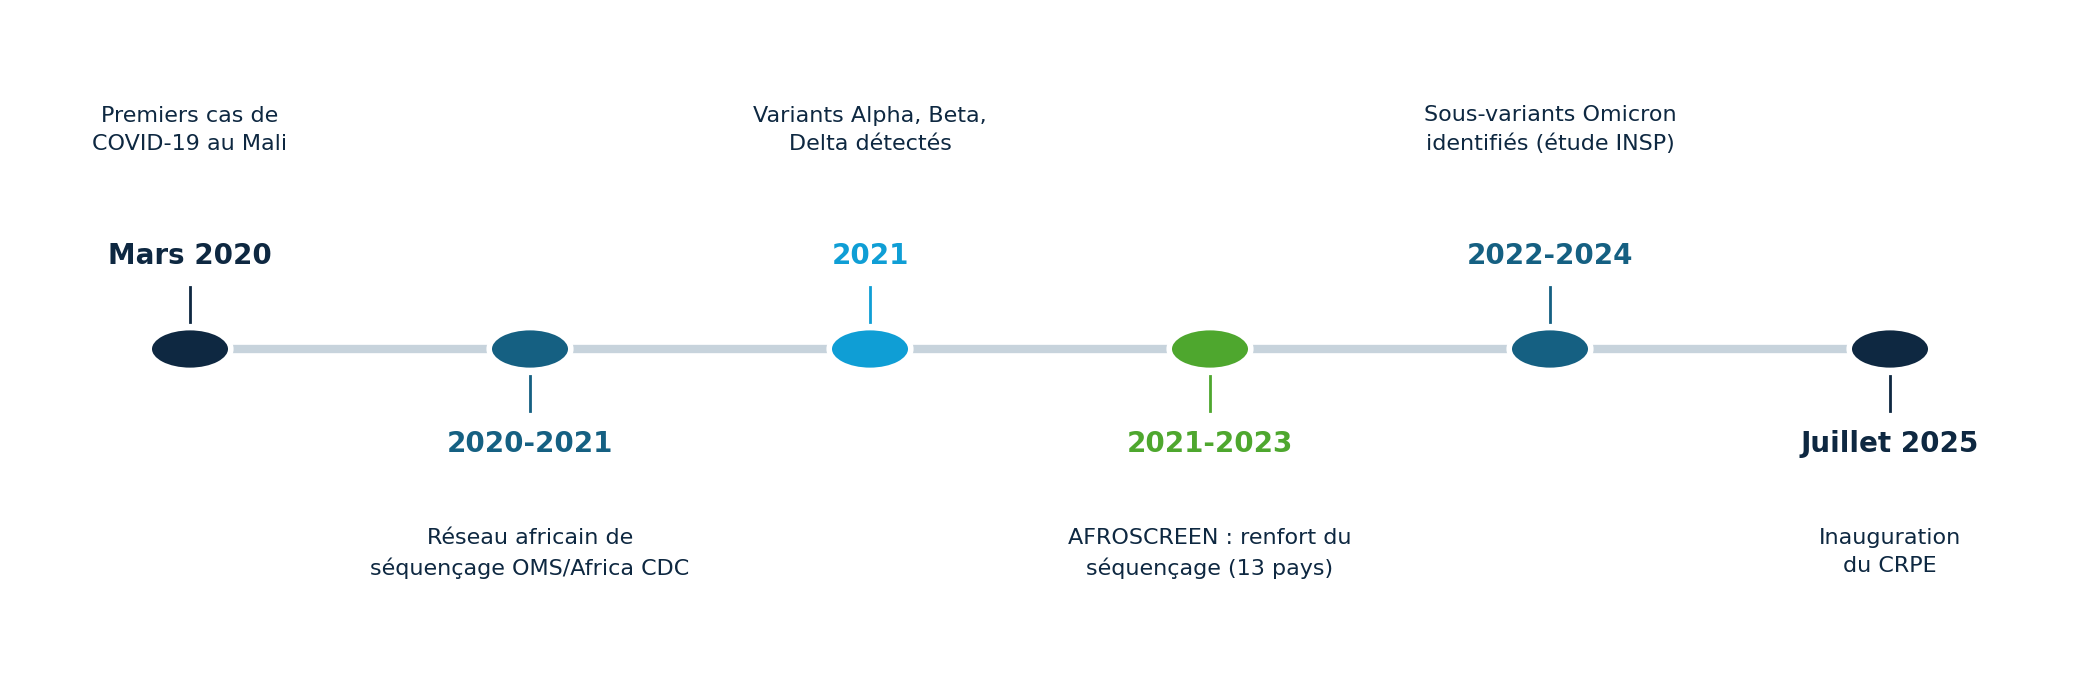 Premiers cas de
COVID-19 au Mali
Mars 2020
2020-2021
Réseau africain de
séquençage OMS/Africa CDC
Variants Alpha, Beta,
Delta détectés
2021
2021-2023
AFROSCREEN : renfort du
séquençage (13 pays)
Sous-variants Omicron
identifiés (étude INSP)
2022-2024
Juillet 2025
Inauguration
du CRPE